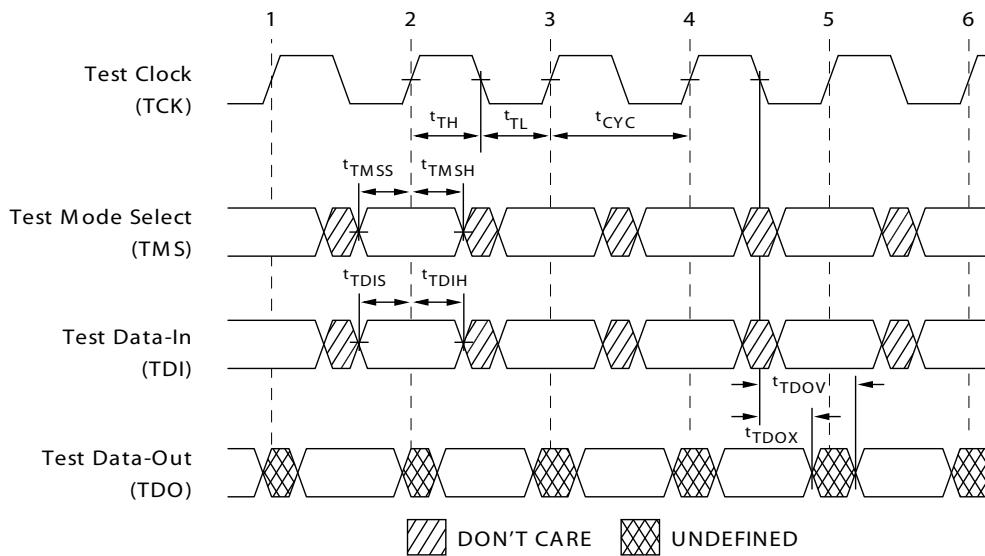 1 2 3 4 5 6
Test Clock
(TCK)
tTH tTL tCYC
tTMSS tTMSH
Test Mode Select
(TMS)
tTDIS tTDIH
Test Data-In
(TDI)
tTDOV
tTDOX
Test Data-Out
(TDO)
DON'T CARE UNDEFINED